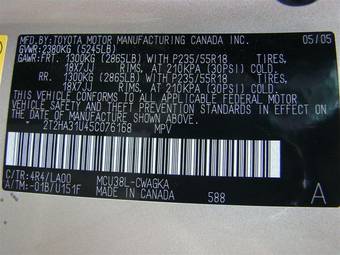 MFD. BY:TOYOTA MOTOR MANUFACTURING CANADA INC. 05/05
GVWR:2380KG (5245LB)
GAWR:FRT. 1300KG (2865LB)WITH P235/55R18 TIRES,
18X7JJ RIMS, AT 210KPA (30PSI) COLD.
RR. 1300KG (2865LB)WITH P235/55R18 TIRES,
18X7JJ RIMS, AT 210KPA (30PSI) COLD.
THIS VEHICLE CONFORMS TO ALL APPLICABLE FEDERAL MOTOR
VEHICLE SAFETY AND THEFT PREVENTION STANDARDS IN EFFECT ON
THE DATE OF MANUFACTURE SHOWN ABOVE.
2T2HA31U45C076168 MPV
C/TR:4R4/LA00 MCU38L-CWAGKA
A/TM:-01B/U151F MADE IN CANADA 588 A